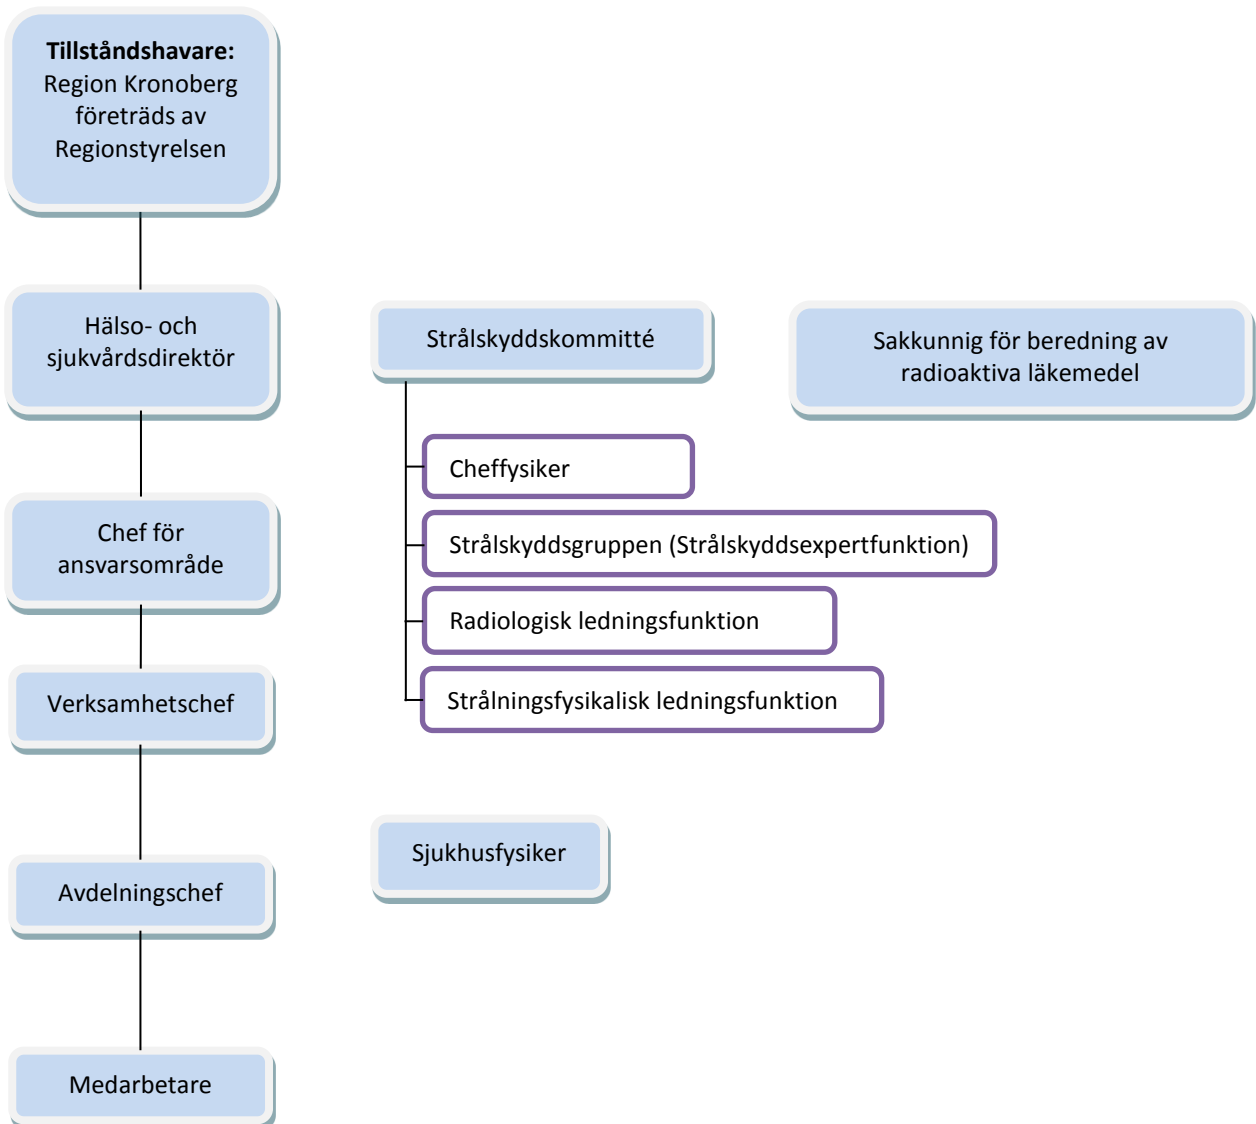 Tillståndshavare:
Region Kronoberg
företräds av
Regionstyrelsen
Hälso- och
sjukvårdsdirektör
Strålskyddskommitté
Sakkunnig för beredning av
radioaktiva läkemedel
Cheffysiker
Chef för
ansvarsområde
Strålskyddsgruppen (Strålskyddsexpertfunktion)
Radiologisk ledningsfunktion
Verksamhetschef
Strålningsfysikalisk ledningsfunktion
Sjukhusfysiker
Avdelningschef
Medarbetare